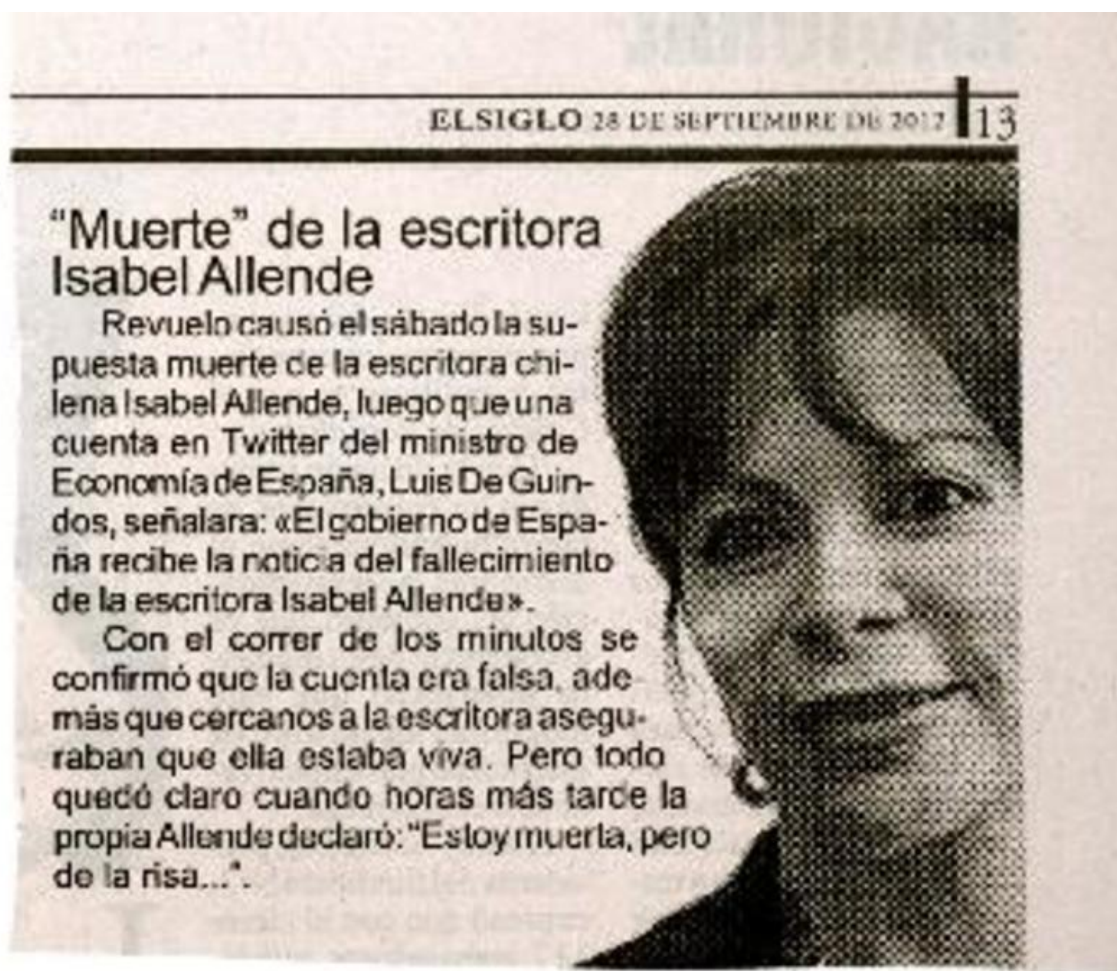 EL SIGLO 28 DE SEPTIEMBRE DE 2012 13
“Muerte” de la escritora
Isabel Allende
Revuelo causó el sábado la su-
puesta muerte de la escritora chi-
lena Isabel Allende, luego que una
cuenta en Twitter del ministro de
Economía de España, Luis De Guin-
dos, señalara: «El gobierno de Espa-
ña recibe la noticia del fallecimiento
de la escritora Isabel Allende».
Con el correr de los minutos se
confirmó que la cuenta era falsa, ade-
más que cercanos a la escritora asegu-
raban que ella estaba viva. Pero todo
quedó claro cuando horas más tarde la
propia Allende declaró: “Estoy muerta, pero
de la risa...”.